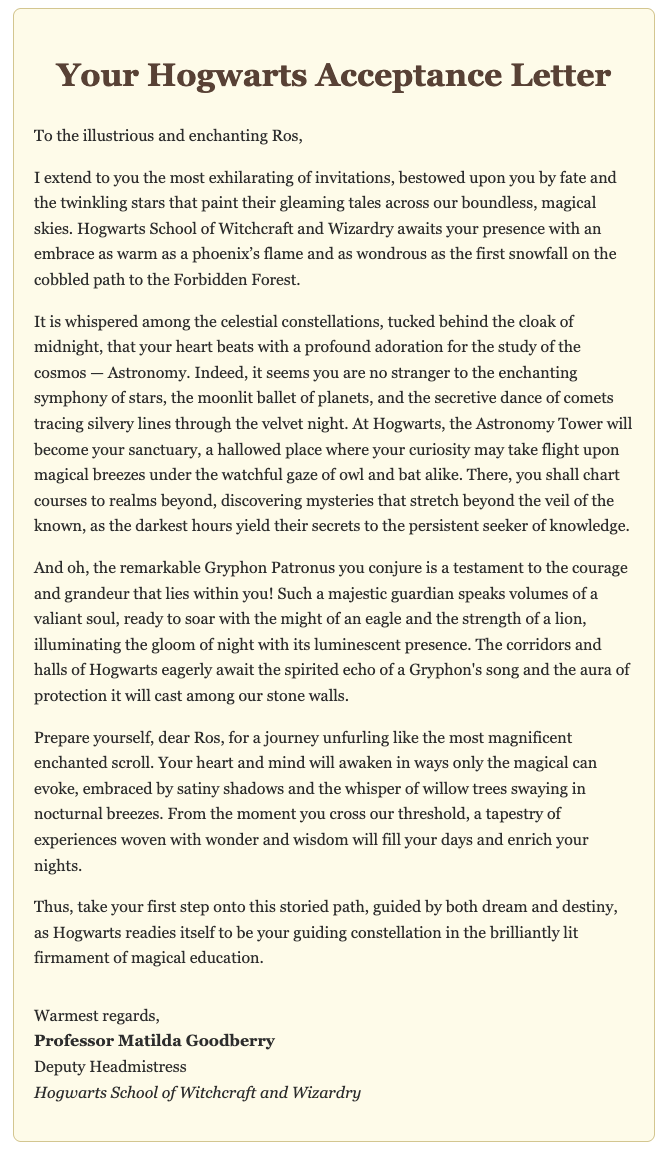 Your Hogwarts Acceptance Letter
To the illustrious and enchanting Ros,
I extend to you the most exhilarating of invitations, bestowed upon you by fate and
the twinkling stars that paint their gleaming tales across our boundless, magical
skies. Hogwarts School of Witchcraft and Wizardry awaits your presence with an
embrace as warm as a phoenix’s flame and as wondrous as the first snowfall on the
cobbled path to the Forbidden Forest.
It is whispered among the celestial constellations, tucked behind the cloak of
midnight, that your heart beats with a profound adoration for the study of the
cosmos — Astronomy. Indeed, it seems you are no stranger to the enchanting
symphony of stars, the moonlit ballet of planets, and the secretive dance of comets
tracing silvery lines through the velvet night. At Hogwarts, the Astronomy Tower will
become your sanctuary, a hallowed place where your curiosity may take flight upon
magical breezes under the watchful gaze of owl and bat alike. There, you shall chart
courses to realms beyond, discovering mysteries that stretch beyond the veil of the
known, as the darkest hours yield their secrets to the persistent seeker of knowledge.
And oh, the remarkable Gryphon Patronus you conjure is a testament to the courage
and grandeur that lies within you! Such a majestic guardian speaks volumes of a
valiant soul, ready to soar with the might of an eagle and the strength of a lion,
illuminating the gloom of night with its luminescent presence. The corridors and
halls of Hogwarts eagerly await the spirited echo of a Gryphon's song and the aura of
protection it will cast among our stone walls.
Prepare yourself, dear Ros, for a journey unfurling like the most magnificent
enchanted scroll. Your heart and mind will awaken in ways only the magical can
evoke, embraced by satiny shadows and the whisper of willow trees swaying in
nocturnal breezes. From the moment you cross our threshold, a tapestry of
experiences woven with wonder and wisdom will fill your days and enrich your
nights.
Thus, take your first step onto this storied path, guided by both dream and destiny,
as Hogwarts readies itself to be your guiding constellation in the brilliantly lit
firmament of magical education.
Warmest regards,
Professor Matilda Goodberry
Deputy Headmistress
Hogwarts School of Witchcraft and Wizardry